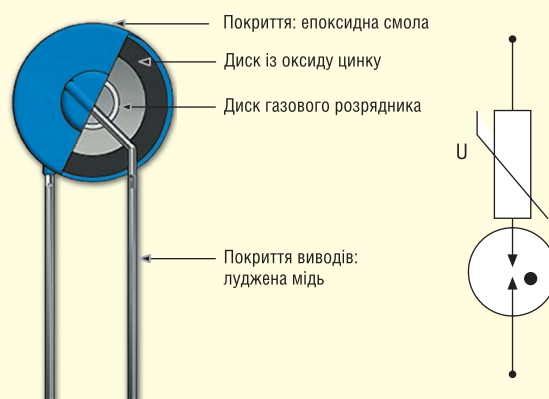 Покриття: епоксидна смола
Диск із оксиду цинку
Диск газового розрядника
U
Покриття виводів:
луджена мідь